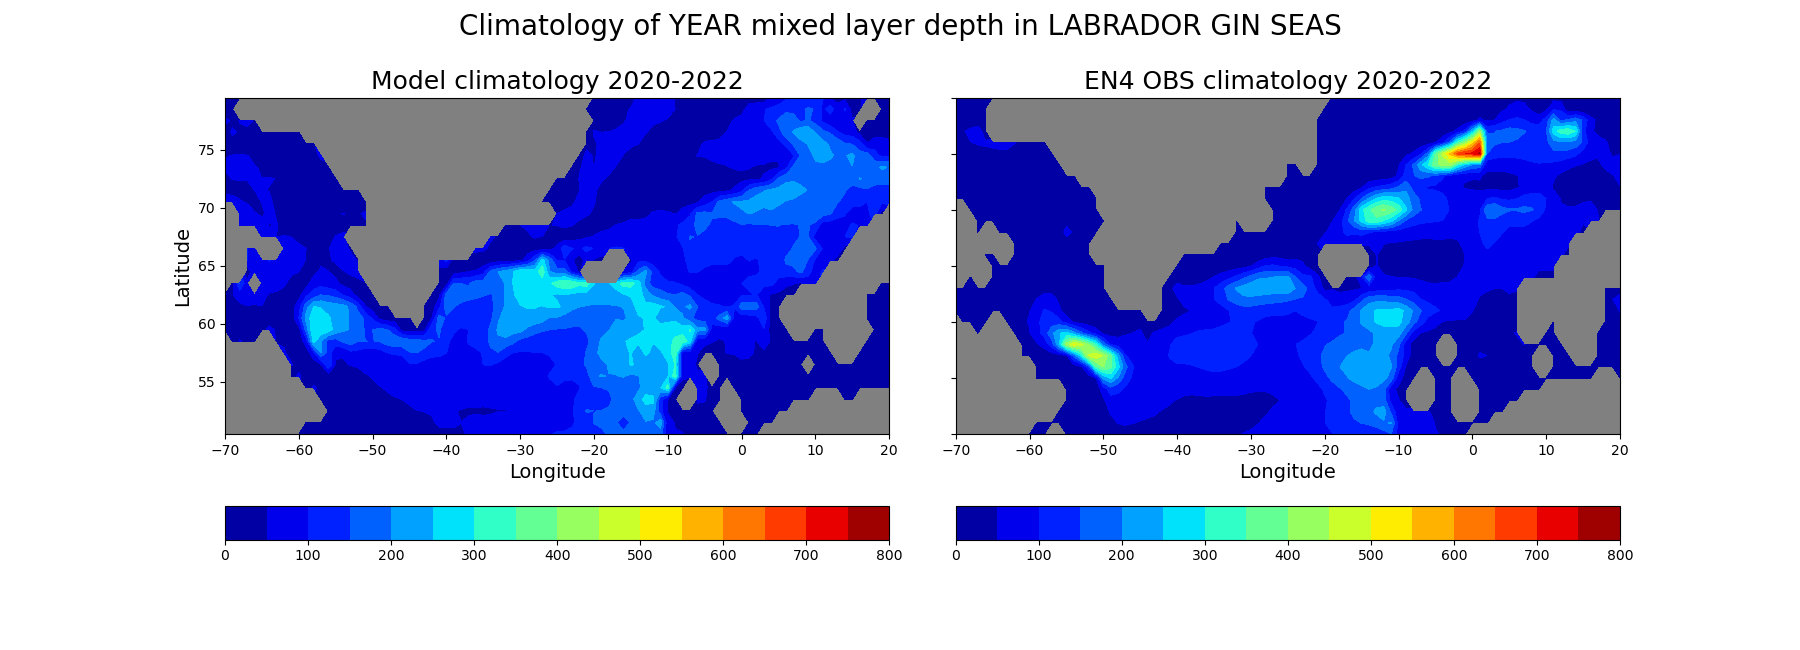 Climatology of YEAR mixed layer depth in LABRADOR GIN SEAS
Model climatology 2020-2022
EN4 OBS climatology 2020-2022
75
70
65
60
55
Latitude
−70 −60 −50 −40 −30 −20 −10 0 10 20
−70 −60 −50 −40 −30 −20 −10 0 10 20
Longitude
Longitude
0 100 200 300 400 500 600 700 800
0 100 200 300 400 500 600 700 800